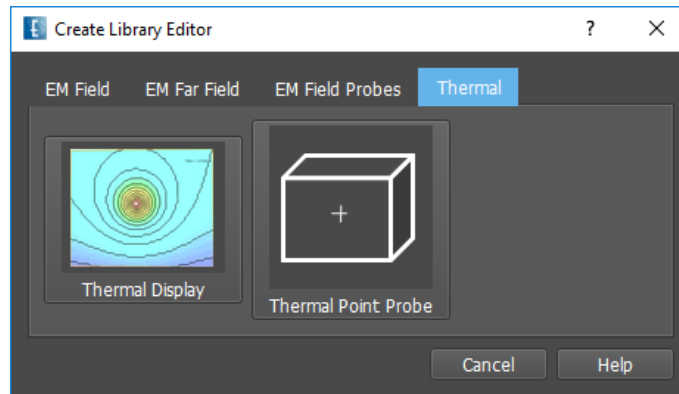 Create Library Editor
?
EM Field EM Far Field EM Field Probes Thermal
Thermal Display
Thermal Point Probe
Cancel Help